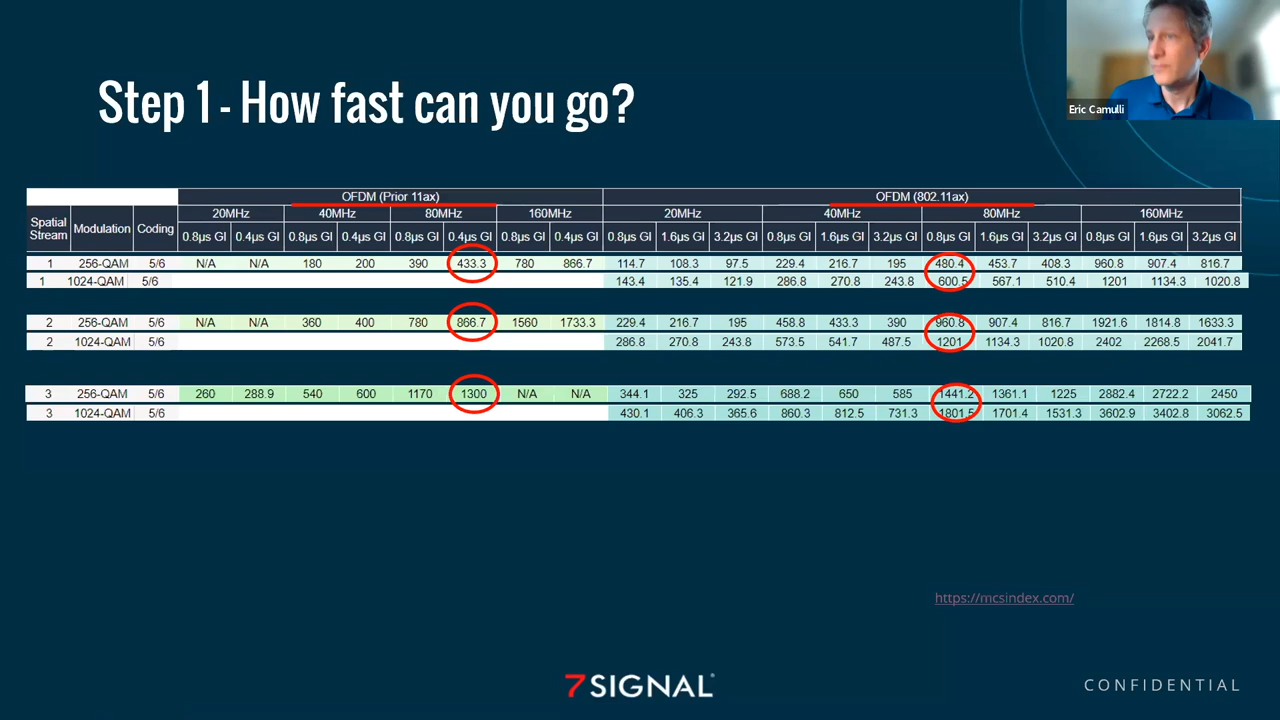 Eric Camulli
Step 1 - How fast can you go?
OFDM (Prior 11ax) OFDM (802.11ax)
20MHz 40MHz 80MHz 160MHz 20MHz 40MHz 80MHz 160MHz
Spatial Stream Modulation Coding 0.8µs GI 0.4µs GI 0.8µs GI 0.4µs GI 0.8µs GI 0.4µs GI 0.8µs GI 0.4µs GI 0.8µs GI 1.6µs GI 3.2µs GI 0.8µs GI 1.6µs GI 3.2µs GI 0.8µs GI 1.6µs GI 3.2µs GI 0.8µs GI 1.6µs GI 3.2µs GI
1 256-QAM 5/6 N/A N/A 180 200 390 433.3 780 866.7 114.7 108.3 97.5 229.4 216.7 195 480.4 453.7 408.3 960.8 907.4 816.7
1 1024-QAM 5/6 143.4 135.4 121.9 286.8 270.8 243.8 600.5 567.1 510.4 1201 1134.3 1020.8
2 256-QAM 5/6 N/A N/A 360 400 780 866.7 1560 1733.3 229.4 216.7 195 458.8 433.3 390 960.8 907.4 816.7 1921.6 1814.8 1633.3
2 1024-QAM 5/6 286.8 270.8 243.8 573.5 541.7 487.5 1201 1134.3 1020.8 2402 2268.5 2041.7
3 256-QAM 5/6 260 288.9 540 600 1170 1300 N/A N/A 344.1 325 292.5 688.2 650 585 1441.2 1361.1 1225 2882.4 2722.2 2450
3 1024-QAM 5/6 430.1 406.3 365.6 860.3 812.5 731.3 1801.5 1701.4 1531.3 3602.9 3402.8 3062.5
https://mcsindex.com/
7SIGNAL
CONFIDENTIAL